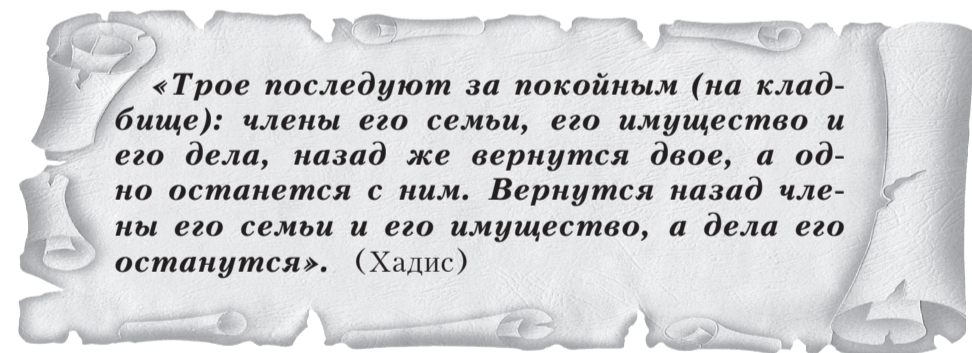 «Трое последуют за покойным (на клад-
бище): члены его семьи, его имущество и
его дела, назад же вернутся двое, а од-
но останется с ним. Вернутся назад чле-
ны его семьи и его имущество, а дела его
останутся». (Хадис)